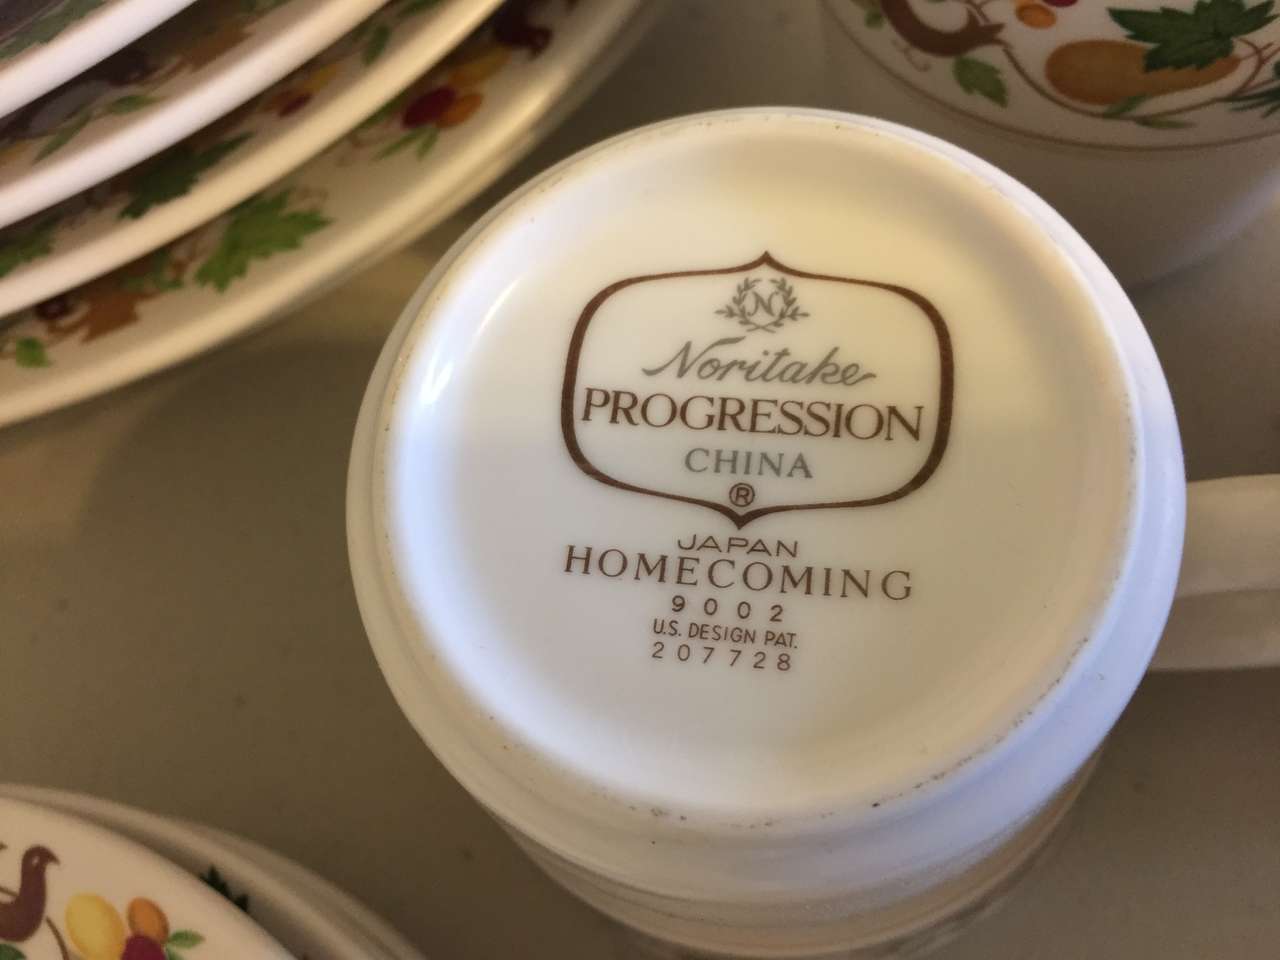 N
Noritake
PROGRESSION
CHINA
®
JAPAN
HOMECOMING
9002
U.S. DESIGN PAT.
207728